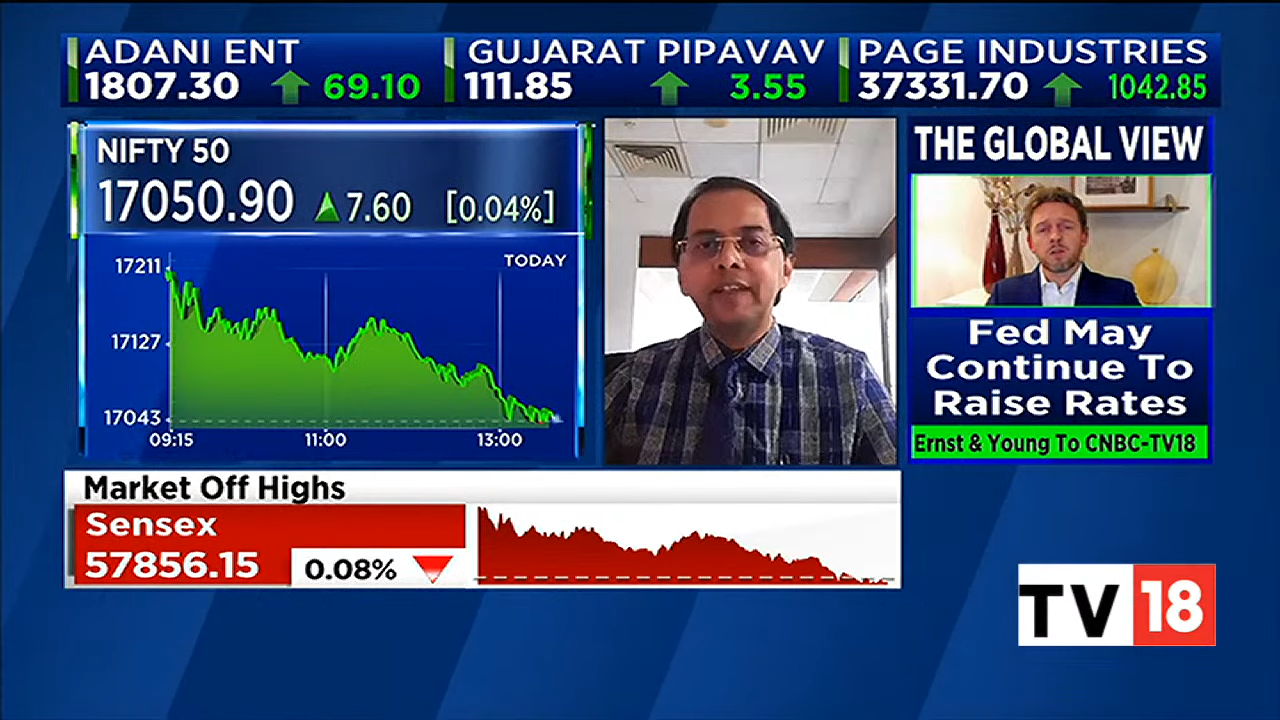 ADANI ENT
1807.30 69.10
GUJARAT PIPAVAV
111.85 3.55
PAGE INDUSTRIES
37331.70 1042.85
NIFTY 50
17050.90 7.60 [0.04%]
TODAY
17211
17127
17043
09:15 11:00 13:00
THE GLOBAL VIEW
Fed May
Continue To
Raise Rates
Ernst & Young To CNBC-TV18
Market Off Highs
Sensex
57856.15 0.08%
TV18